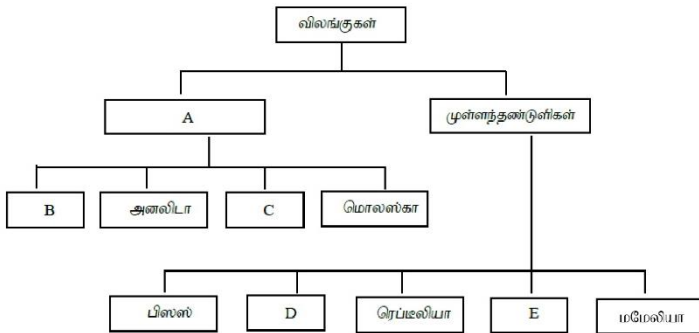 விலங்குகள்
A
முள்ளந்தண்டுளிகள்
B
அனலிடா
C
மொலஸ்கா
பிஸஸ்
D
ரெப்டீலியா
E
மமேலியா